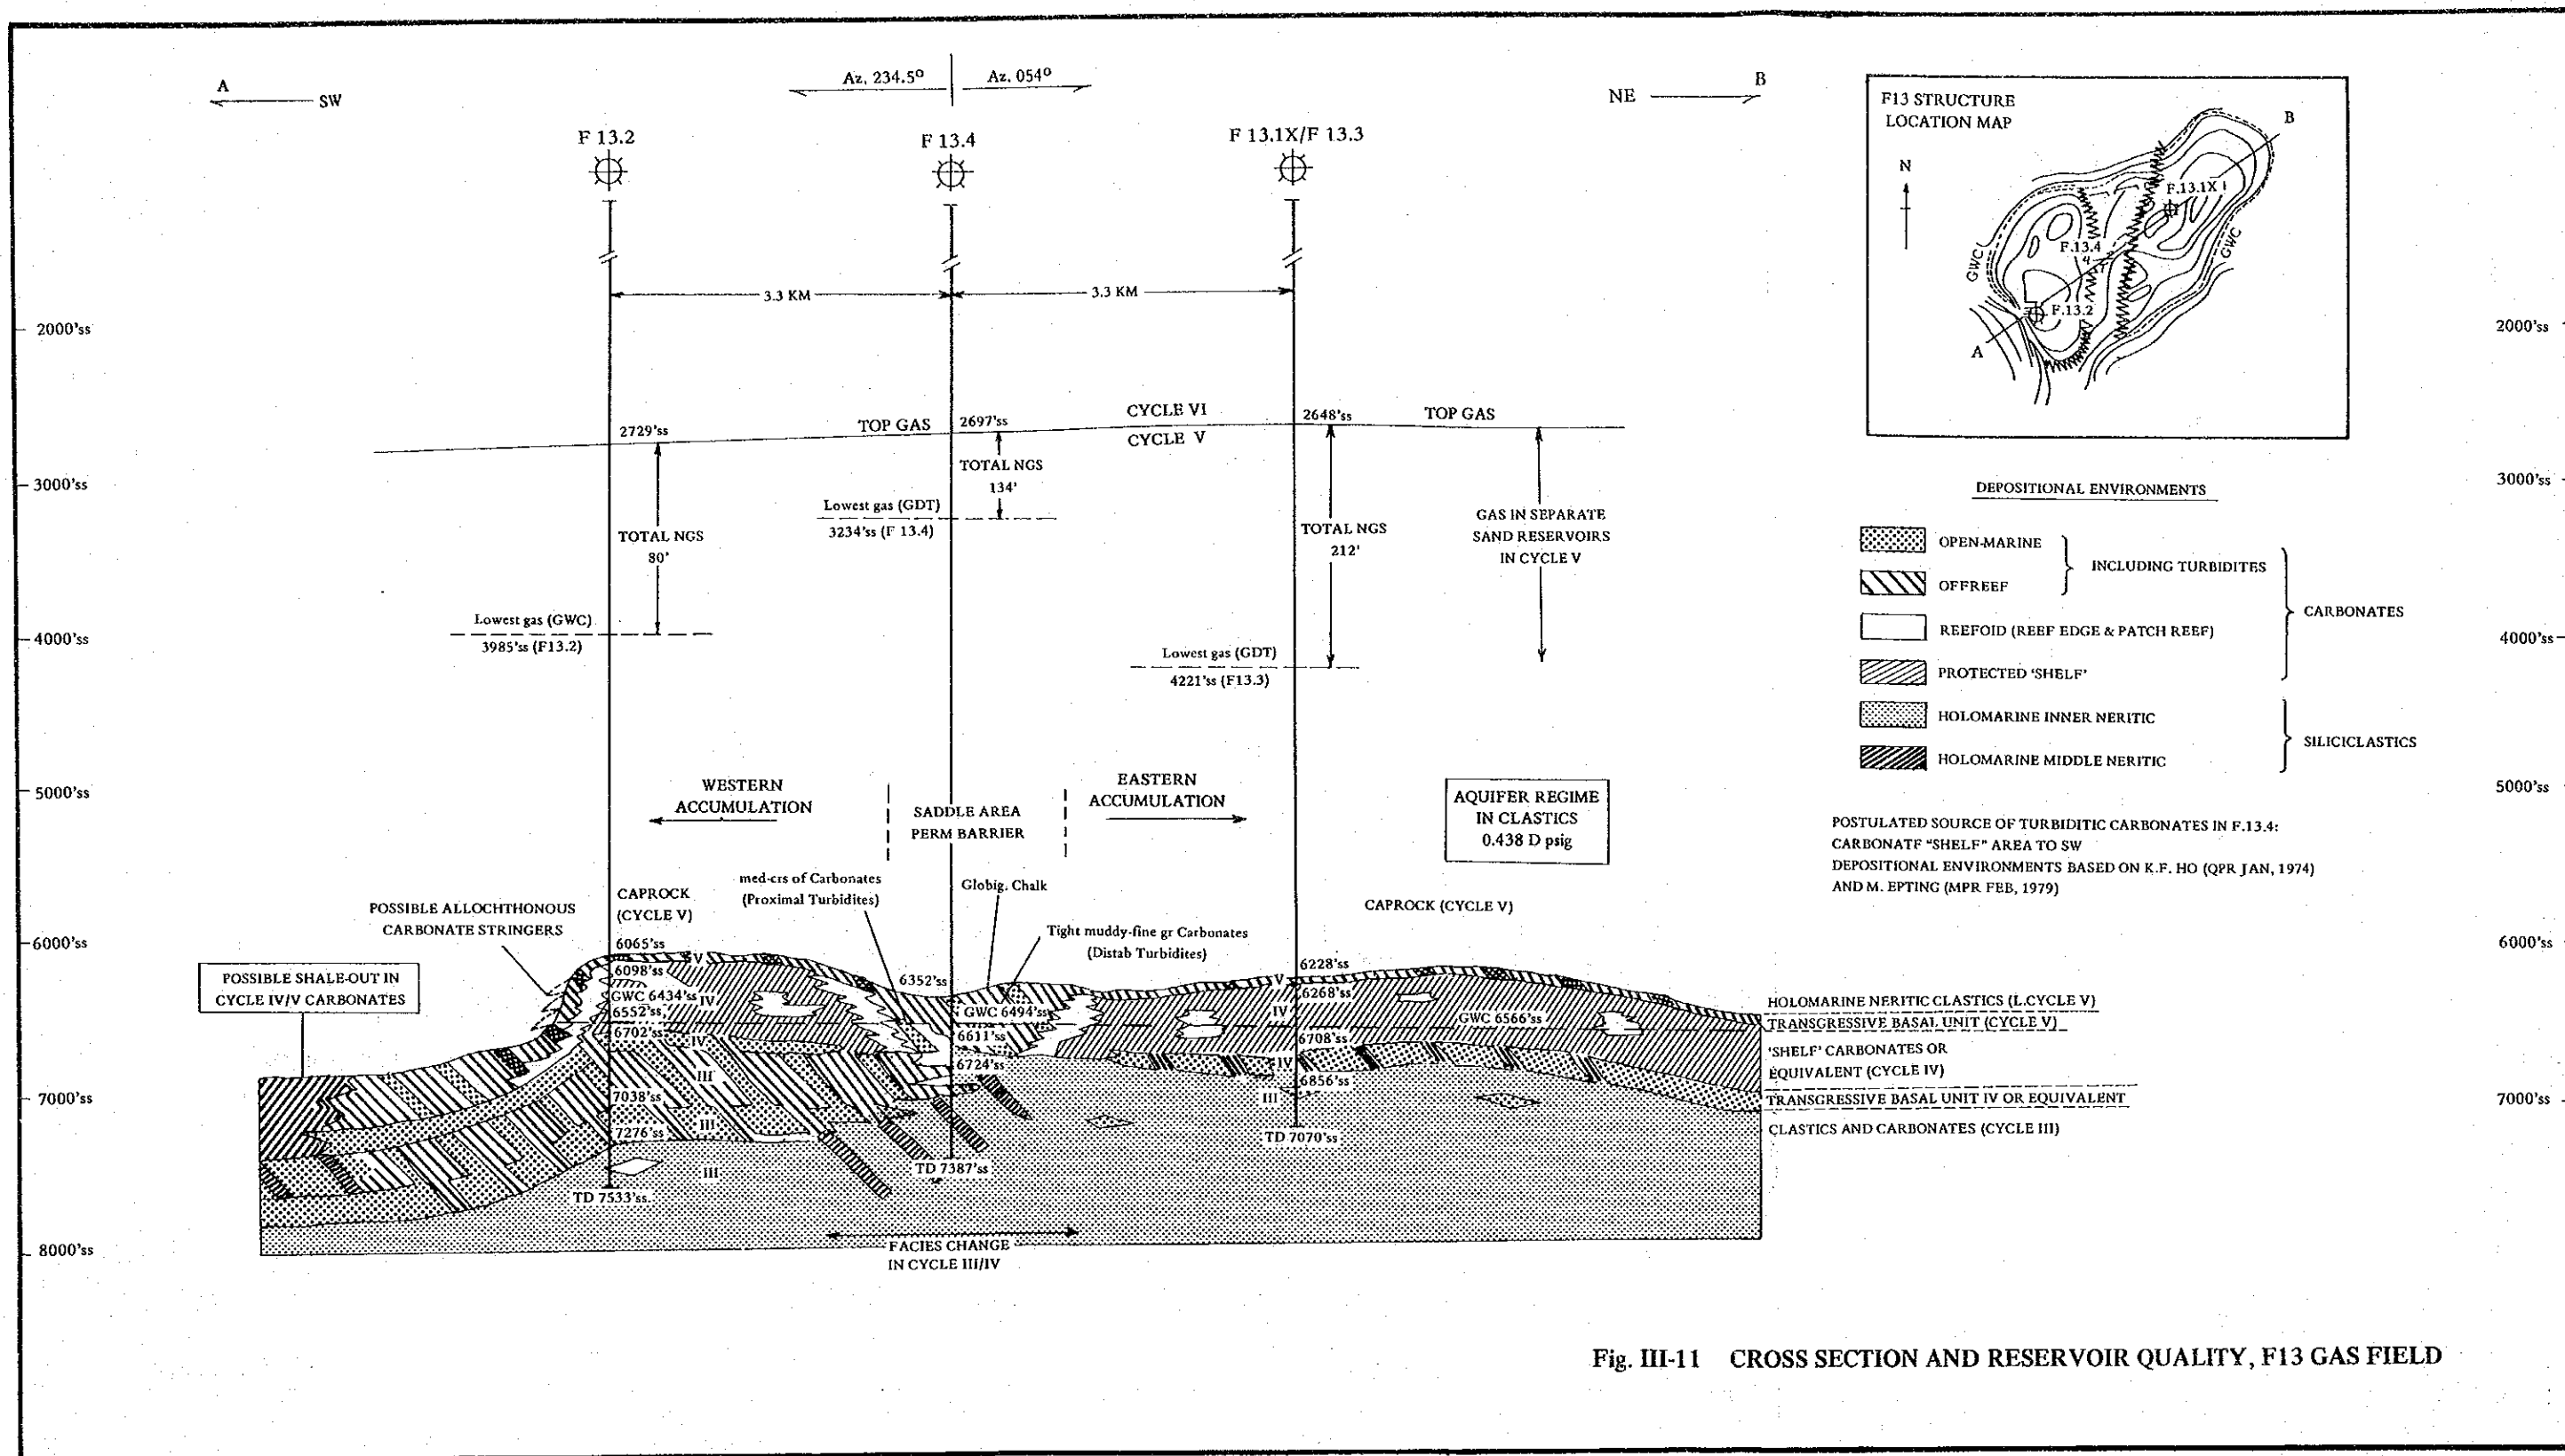 A
SW
Az. 234.5°
Az. 054°
NE
B
F 13.2
F 13.4
F 13.1X/F 13.3
3.3 KM
3.3 KM
2000'ss
3000'ss
4000'ss
5000'ss
6000'ss
7000'ss
8000'ss
2729'ss
TOP GAS
2697'ss
CYCLE VI
CYCLE V
2648'ss
TOP GAS
TOTAL NGS
80'
TOTAL NGS
134'
TOTAL NGS
212'
GAS IN SEPARATE
SAND RESERVOIRS
IN CYCLE V
Lowest gas (GDT)
3234'ss (F 13.4)
Lowest gas (GWC)
3985'ss (F13.2)
Lowest gas (GDT)
4221'ss (F13.3)
WESTERN
ACCUMULATION
SADDLE AREA
PERM BARRIER
EASTERN
ACCUMULATION
AQUIFER REGIME
IN CLASTICS
0.438 D psig
POSSIBLE ALLOCHTHONOUS
CARBONATE STRINGERS
CAPROCK
(CYCLE V)
med-crs of Carbonates
(Proximal Turbidites)
Globig. Chalk
Tight muddy-fine gr Carbonates
(Distab Turbidites)
CAPROCK (CYCLE V)
POSSIBLE SHALE-OUT IN
CYCLE IV/V CARBONATES
6065'ss
V
6098'ss
GWC 6434'ss
IV
6552'ss
6702'ss
IV
III
7038'ss
III
7276'ss
III
TD 7533'ss.
6352'ss
GWC 6494'ss
6611'ss
6724'ss
TD 7387'ss
6228'ss
V
6268'ss
IV
GWC 6566'ss
6708'ss
IV
6856'ss
III
TD 7070'ss
FACIES CHANGE
IN CYCLE III/IV
HOLOMARINE NERITIC CLASTICS (L.CYCLE V)
TRANSGRESSIVE BASAL UNIT (CYCLE V)
'SHELF' CARBONATES OR
EQUIVALENT (CYCLE IV)
TRANSGRESSIVE BASAL UNIT IV OR EQUIVALENT
CLASTICS AND CARBONATES (CYCLE III)
F13 STRUCTURE
LOCATION MAP
N
B
F.13.1X
F.13.4
F.13.2
GWC
GWC
A
2000'ss
3000'ss
4000'ss
5000'ss
6000'ss
7000'ss
DEPOSITIONAL ENVIRONMENTS
OPEN-MARINE
OFFREEF
INCLUDING TURBIDITES
REEFOID (REEF EDGE & PATCH REEF)
PROTECTED 'SHELF'
CARBONATES
HOLOMARINE INNER NERITIC
HOLOMARINE MIDDLE NERITIC
SILICICLASTICS
POSTULATED SOURCE OF TURBIDITIC CARBONATES IN F.13.4:
CARBONATE "SHELF" AREA TO SW
DEPOSITIONAL ENVIRONMENTS BASED ON K.F. HO (QPR JAN, 1974)
AND M. EPTING (MPR FEB, 1979)
Fig. III-11 CROSS SECTION AND RESERVOIR QUALITY, F13 GAS FIELD